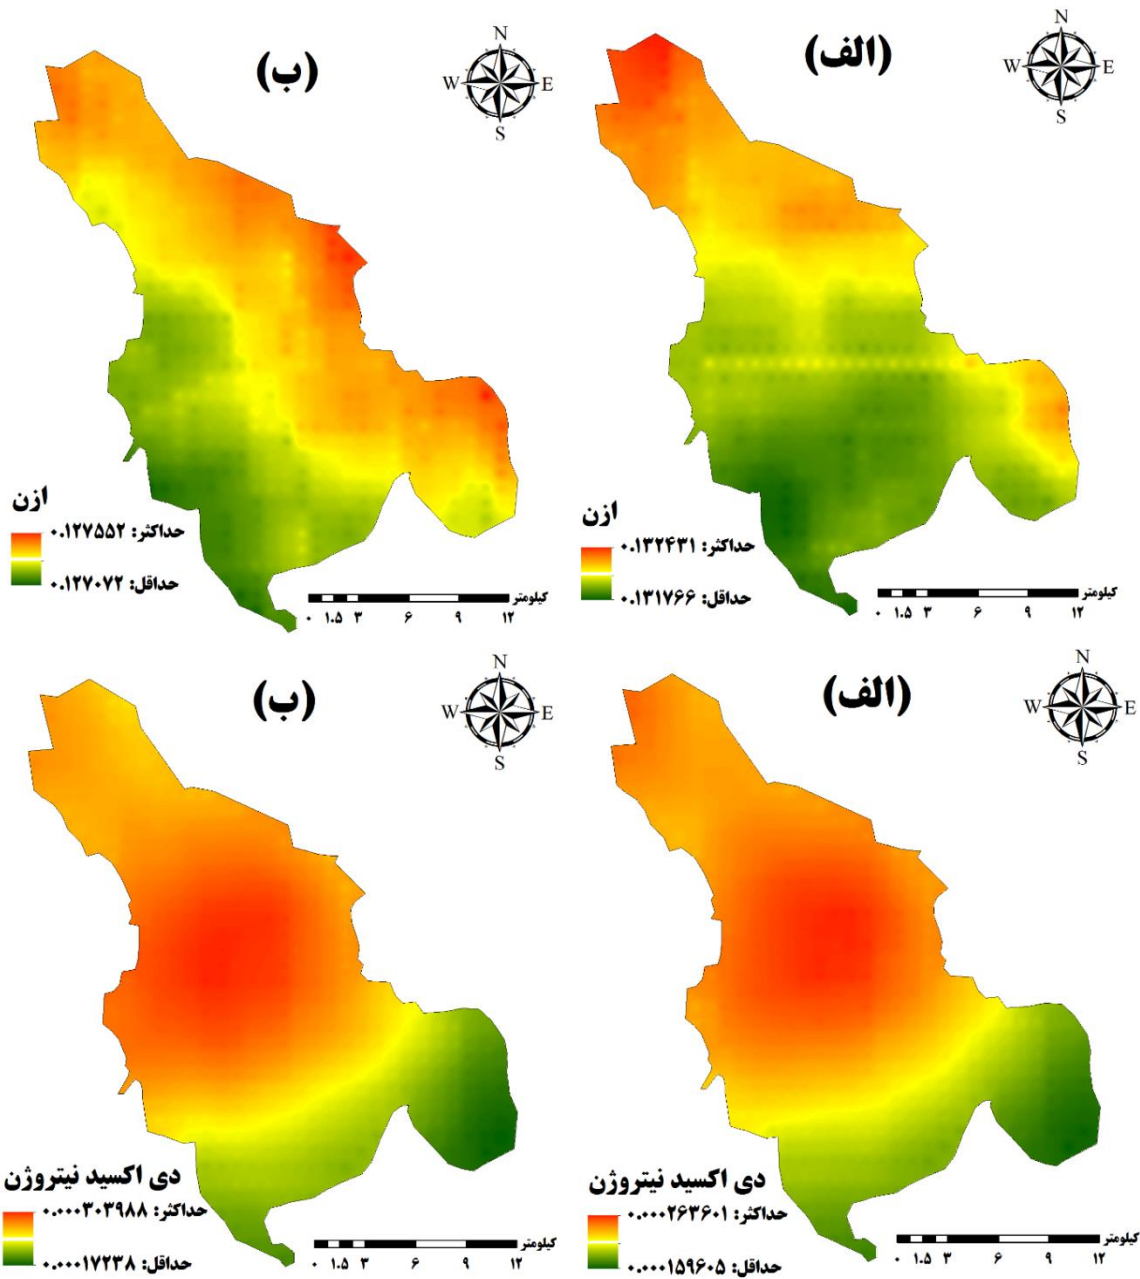 (الف)
N
W E
S
ازن
حداکثر: ۰.۱۳۲۴۳۱
حداقل: ۰.۱۳۱۷۶۶
کیلومتر
۰ ۱.۵ ۳ ۶ ۹ ۱۲
(ب)
N
W E
S
ازن
حداکثر: ۰.۱۲۷۵۵۲
حداقل: ۰.۱۲۷۰۷۲
کیلومتر
۰ ۱.۵ ۳ ۶ ۹ ۱۲
(الف)
N
W E
S
دی اکسید نیتروژن
حداکثر: ۰.۰۰۰۲۶۳۶۰۱
حداقل: ۰.۰۰۰۱۵۹۶۰۵
کیلومتر
۰ ۱.۵ ۳ ۶ ۹ ۱۲
(ب)
N
W E
S
دی اکسید نیتروژن
حداکثر: ۰.۰۰۰۳۰۳۹۸۸
حداقل: ۰.۰۰۰۱۷۲۳۸
کیلومتر
۰ ۱.۵ ۳ ۶ ۹ ۱۲